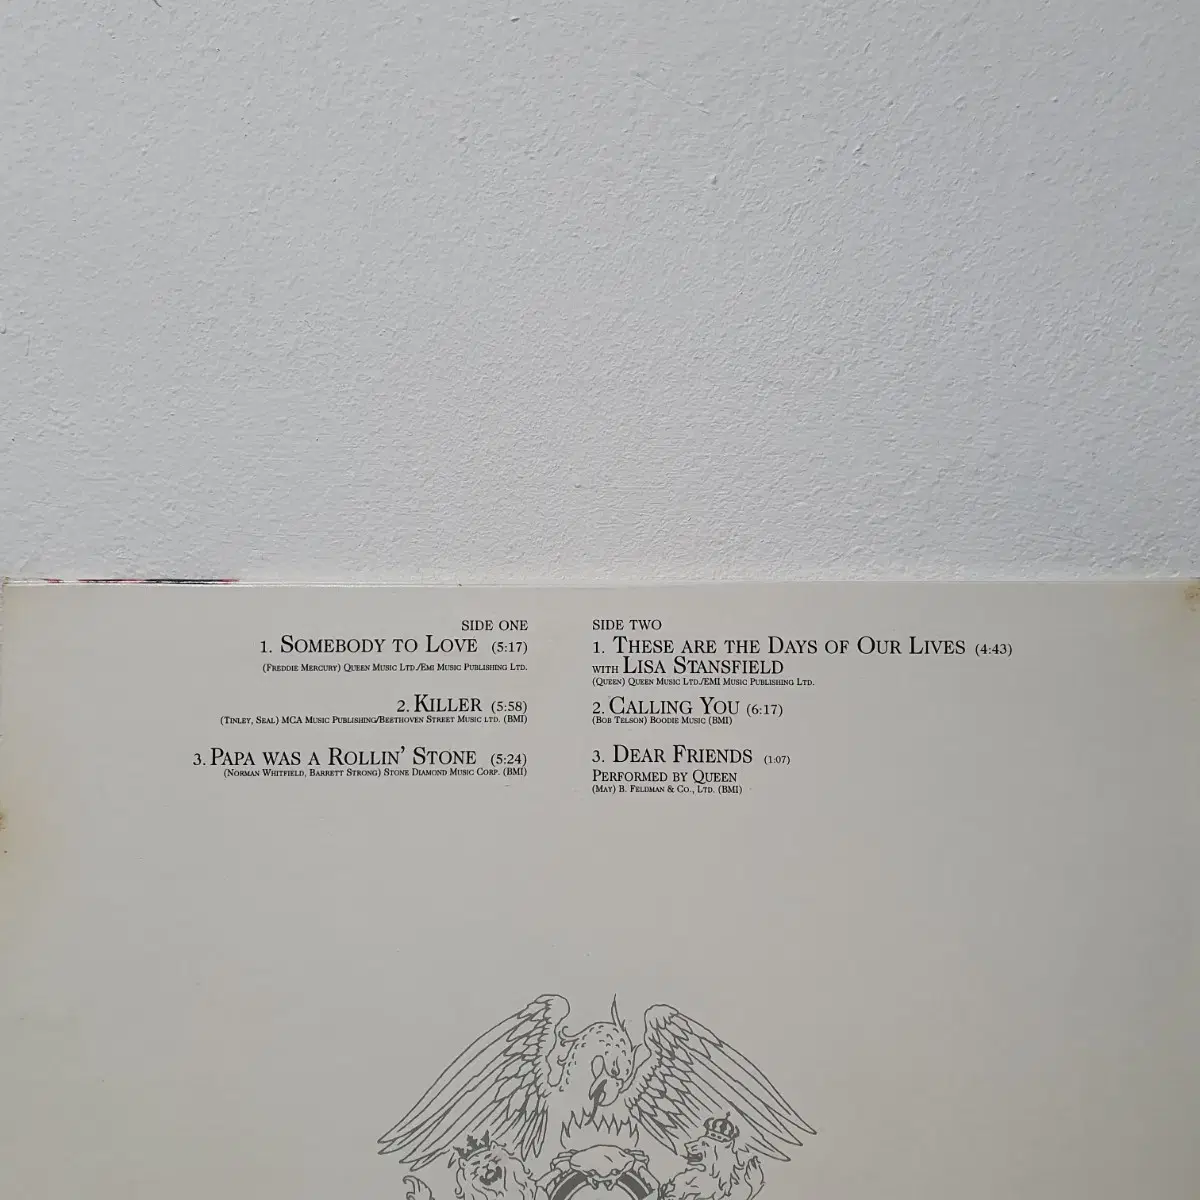 SIDE ONE
1. SOMEBODY TO LOVE (5:17)
(FREDDIE MERCURY) QUEEN MUSIC LTD./EMI MUSIC PUBLISHING LTD.
2. KILLER (5:58)
(TINLEY, SEAL) MCA MUSIC PUBLISHING/BEETHOVEN STREET MUSIC LTD. (BMI)
3. PAPA WAS A ROLLIN' STONE (5:24)
(NORMAN WHITFIELD, BARRETT STRONG) STONE DIAMOND MUSIC CORP. (BMI)
SIDE TWO
1. THESE ARE THE DAYS OF OUR LIVES (4:43)
WITH LISA STANSFIELD
(QUEEN) QUEEN MUSIC LTD./EMI MUSIC PUBLISHING LTD.
2. CALLING YOU (6:17)
(BOB TELSON) BOODIE MUSIC (BMI)
3. DEAR FRIENDS (1:07)
PERFORMED BY QUEEN
(MAY) B. FELDMAN & CO., LTD. (BMI)